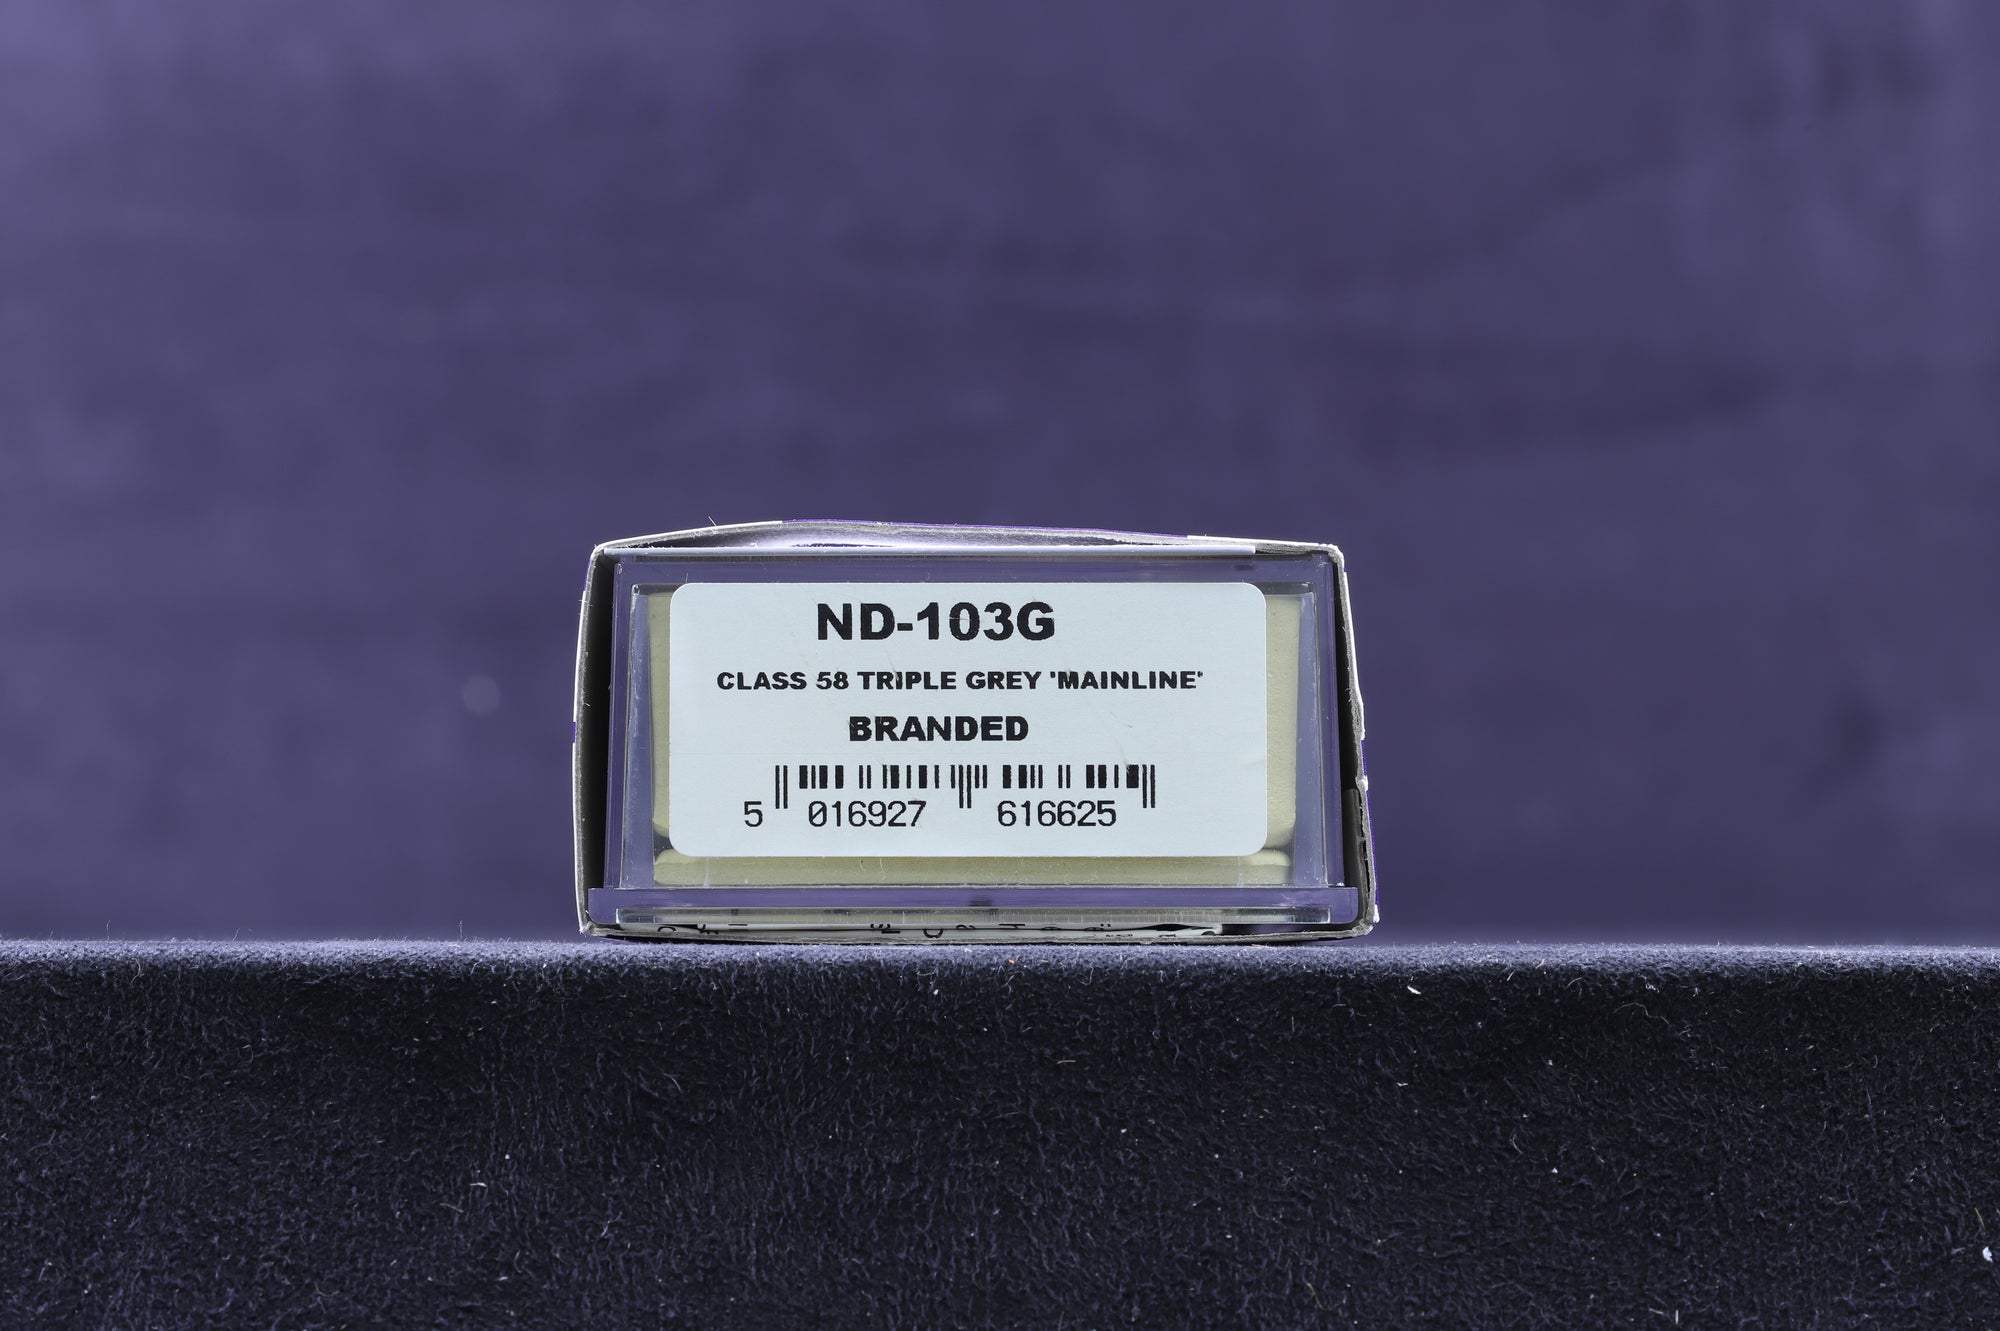 ND-103G
CLASS 58 TRIPLE GREY 'MAINLINE'
BRANDED
5 016927 616625